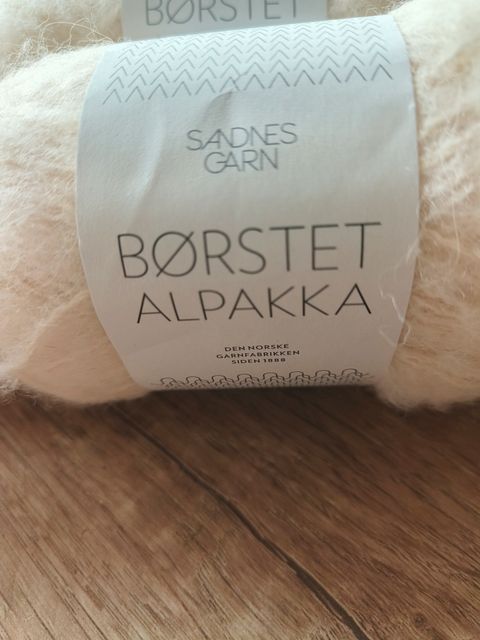 BØRSTET
SANDNES
GARN
BØRSTET
ALPAKKA
DEN NORSKE
GARNFABRIKKEN
SIDEN 1888